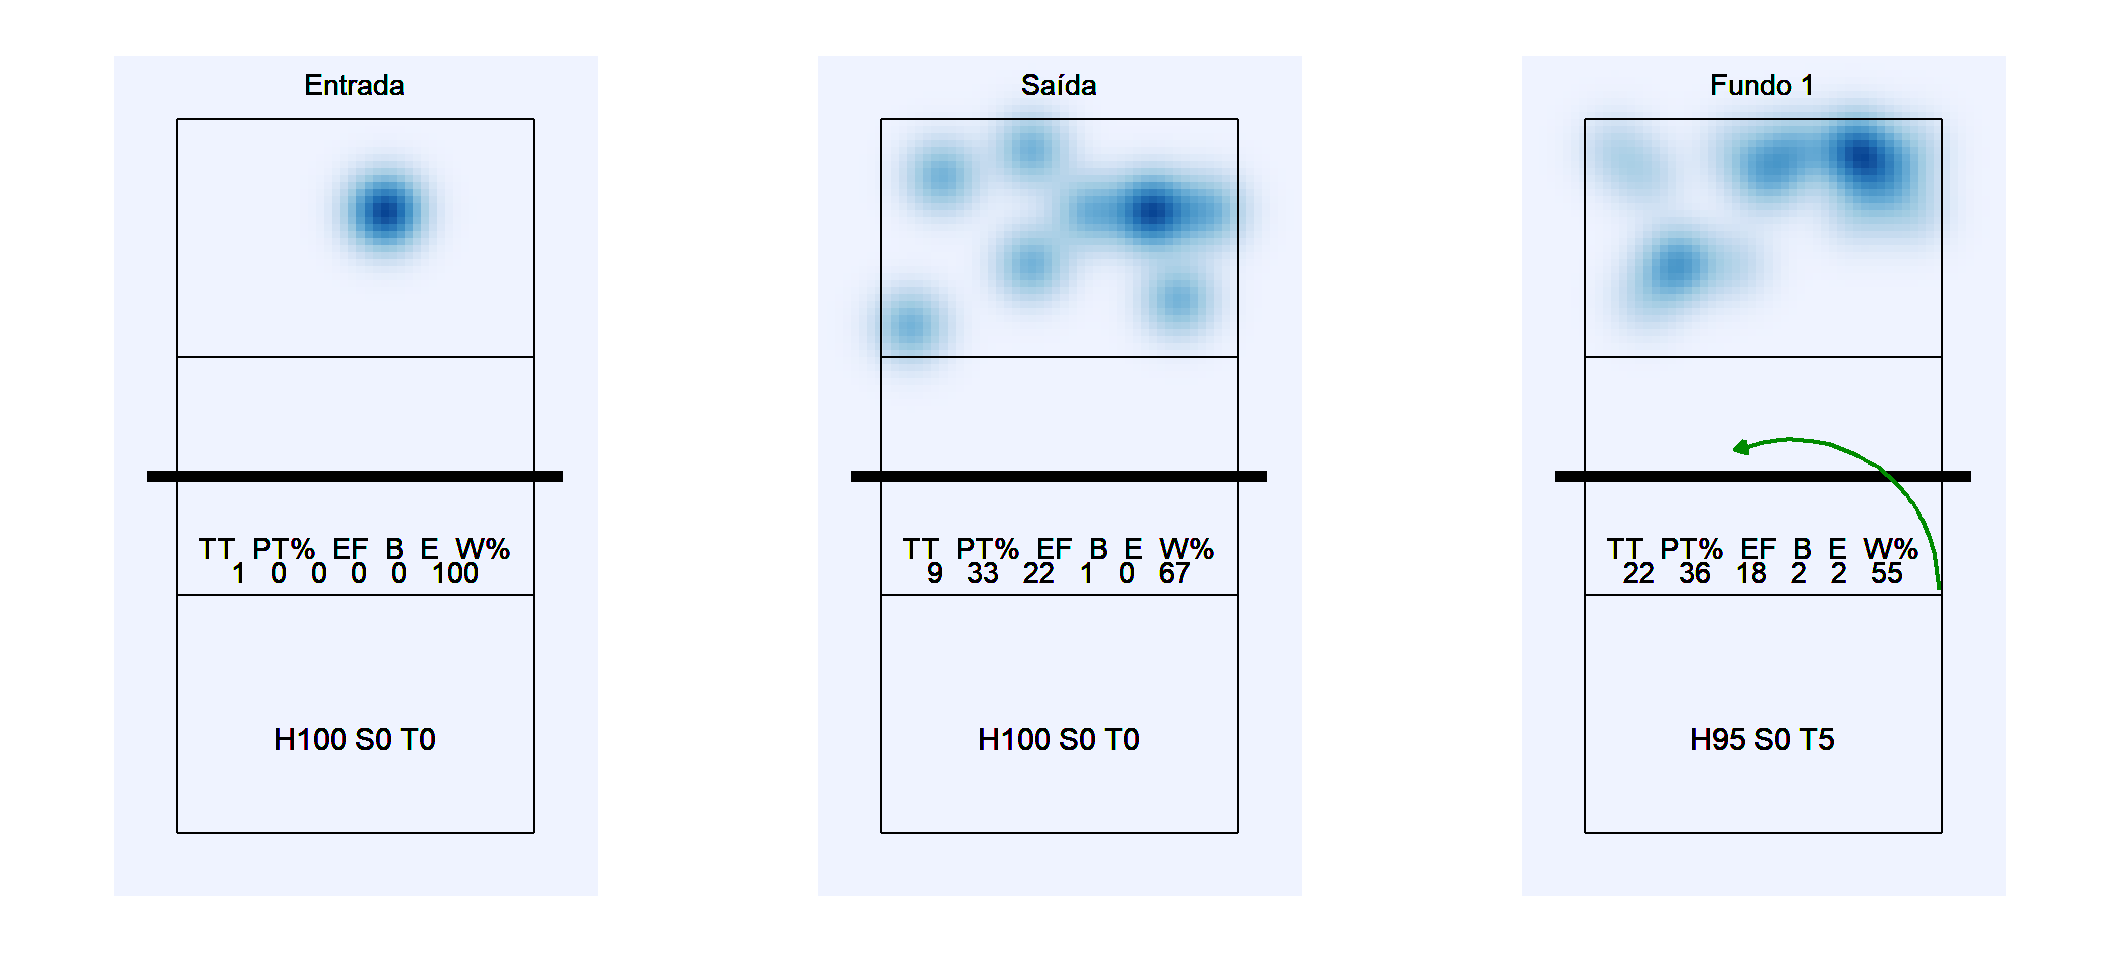 Entrada
TT PT% EF B E W%
1 0 0 0 0 100
H100 S0 T0
Saída
TT PT% EF B E W%
9 33 22 1 0 67
H100 S0 T0
Fundo 1
TT PT% EF B E W%
22 36 18 2 2 55
H95 S0 T5